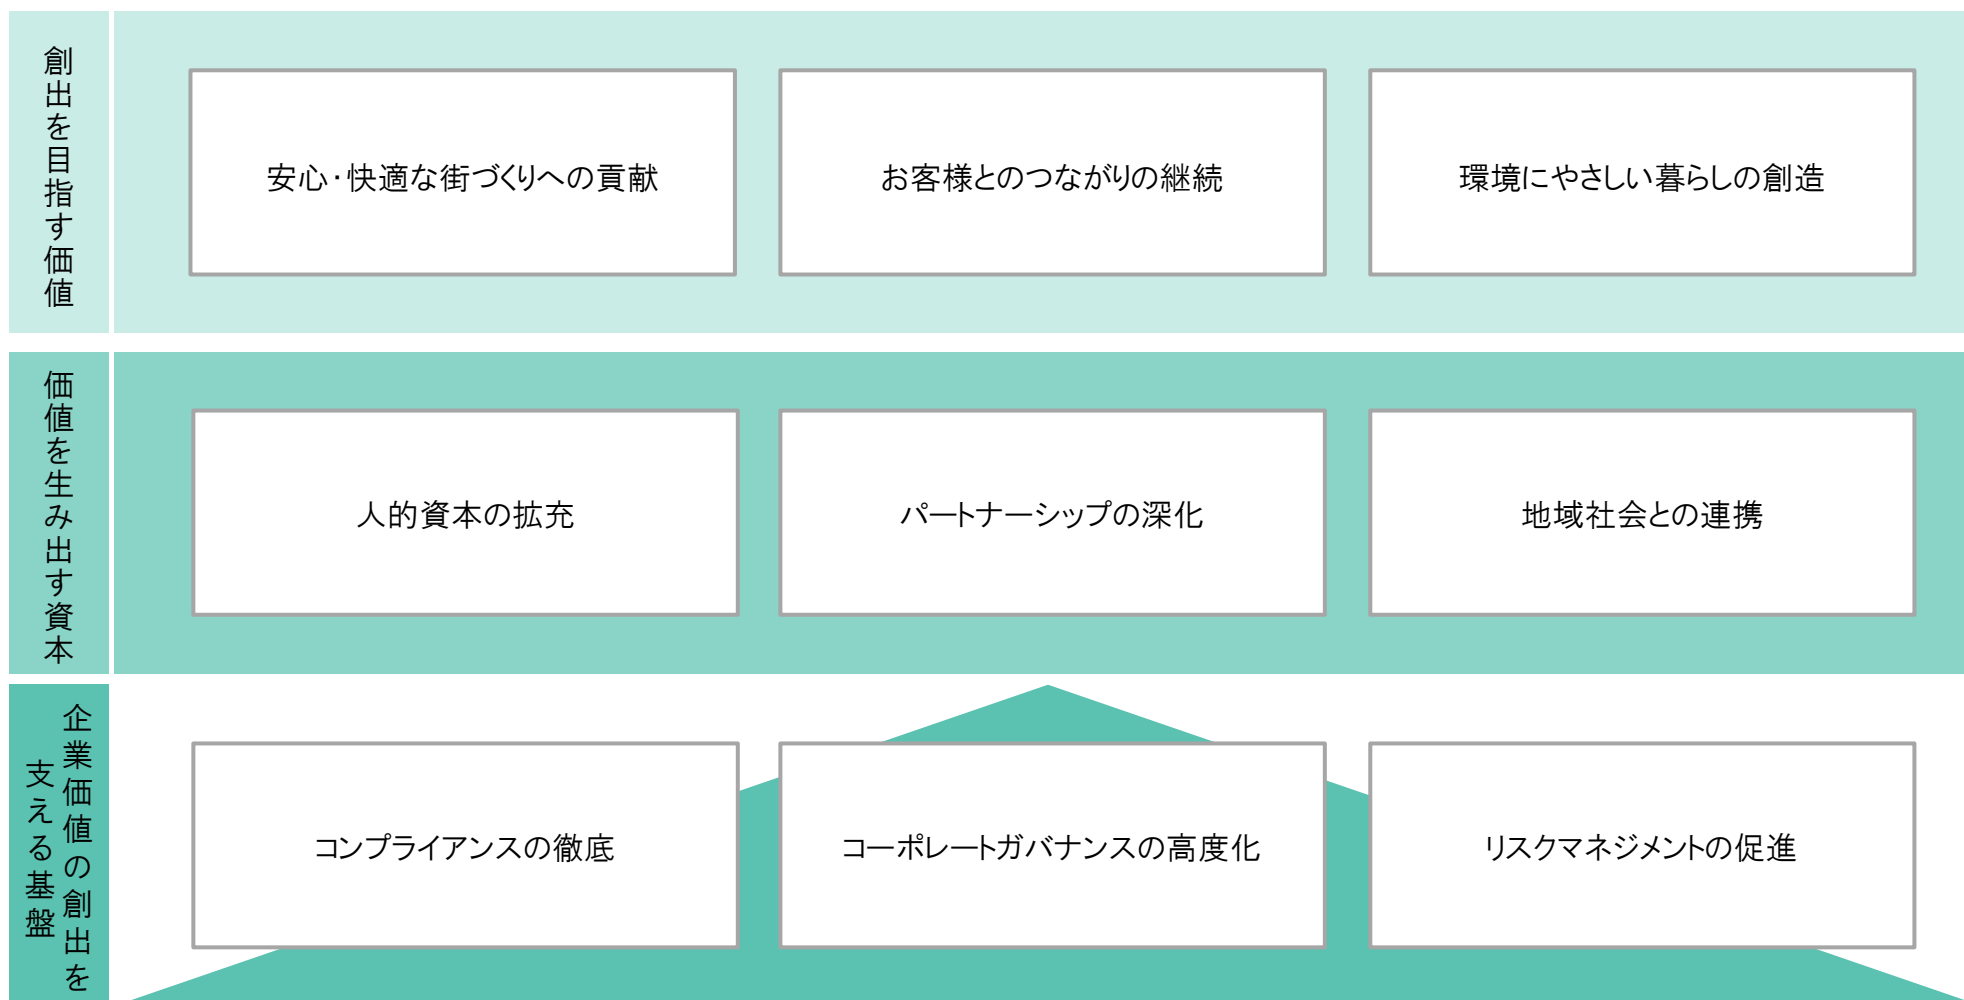 創出を目指す価値
安心・快適な街づくりへの貢献
お客様とのつながりの継続
環境にやさしい暮らしの創造
価値を生み出す資本
人的資本の拡充
パートナーシップの深化
地域社会との連携
企業価値の創出を
支える基盤
コンプライアンスの徹底
コーポレートガバナンスの高度化
リスクマネジメントの促進